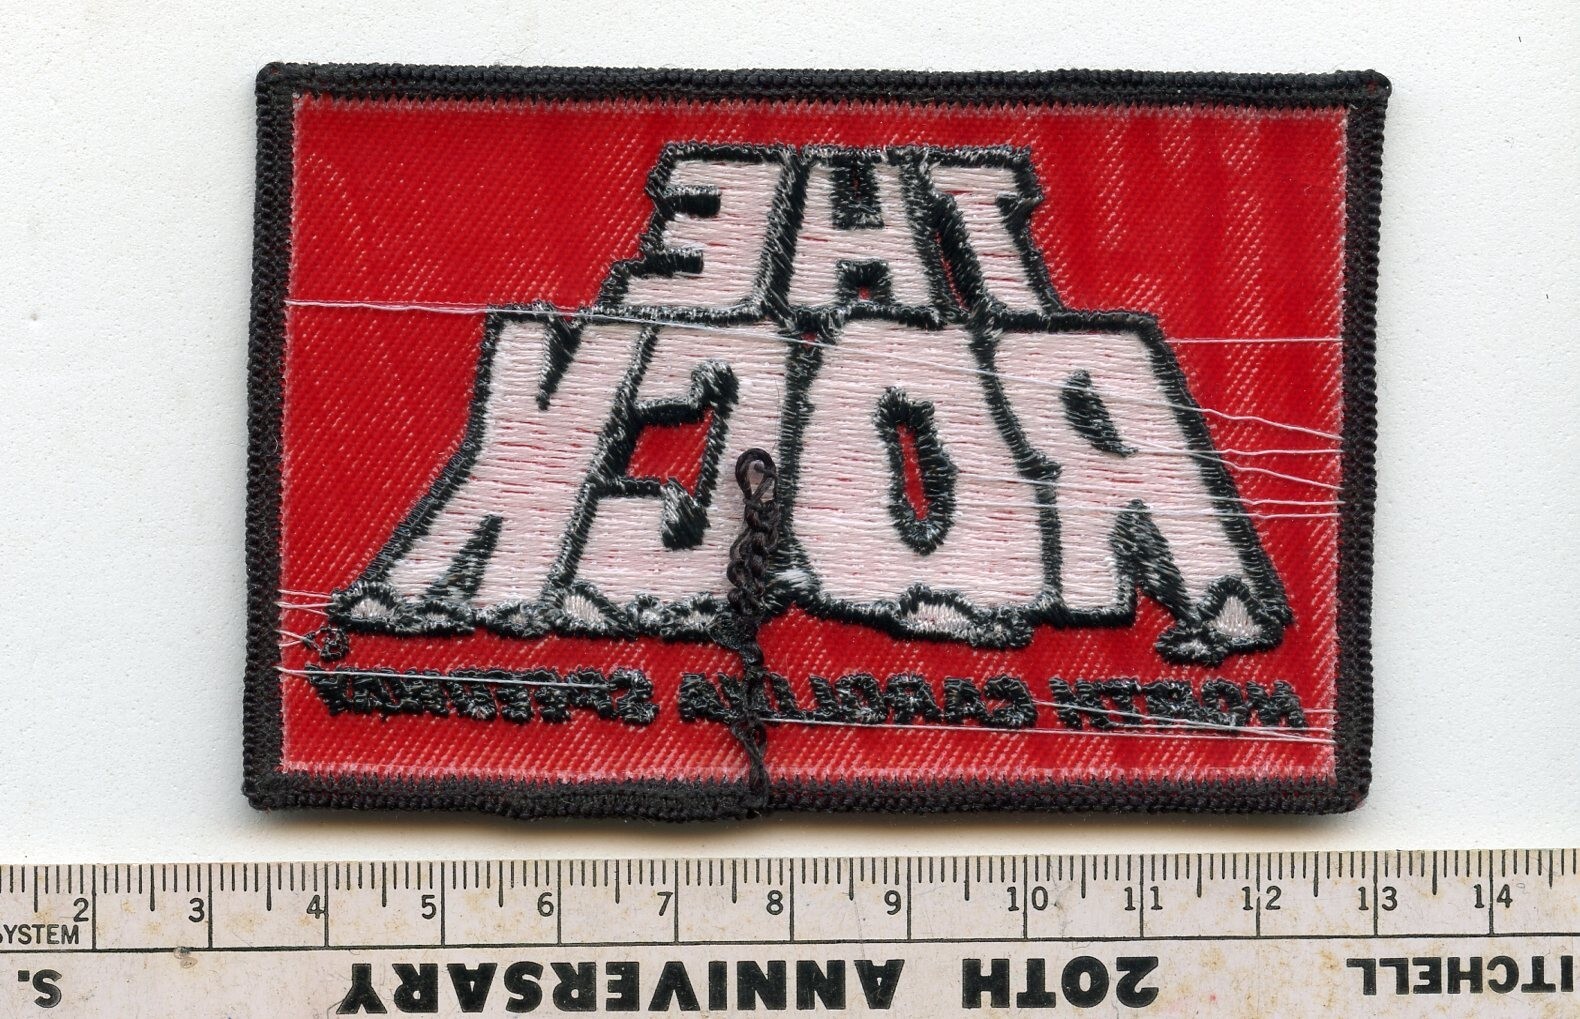 THE
ROCK
NORTH CAROLINA SPEEDWAY
2 3 4 5 6 7 8 9 10 11 12 13 14
SYSTEM
S. 20TH ANNIVERSARY ITCHELL